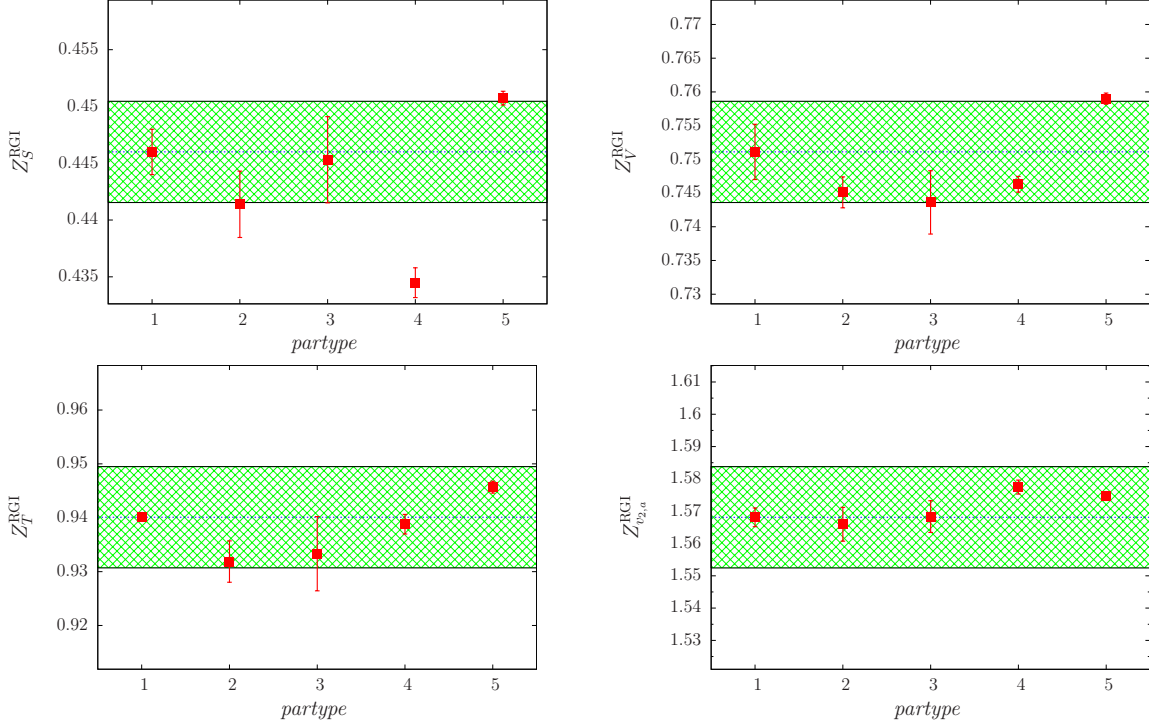 0.455
0.45
0.445
0.44
0.435
Z_S^RGI
1 2 3 4 5
partype
0.77
0.765
0.76
0.755
0.75
0.745
0.74
0.735
0.73
Z_V^RGI
1 2 3 4 5
partype
0.96
0.95
0.94
0.93
0.92
Z_T^RGI
1 2 3 4 5
partype
1.61
1.6
1.59
1.58
1.57
1.56
1.55
1.54
1.53
Z_{v_{2,a}}^RGI
1 2 3 4 5
partype